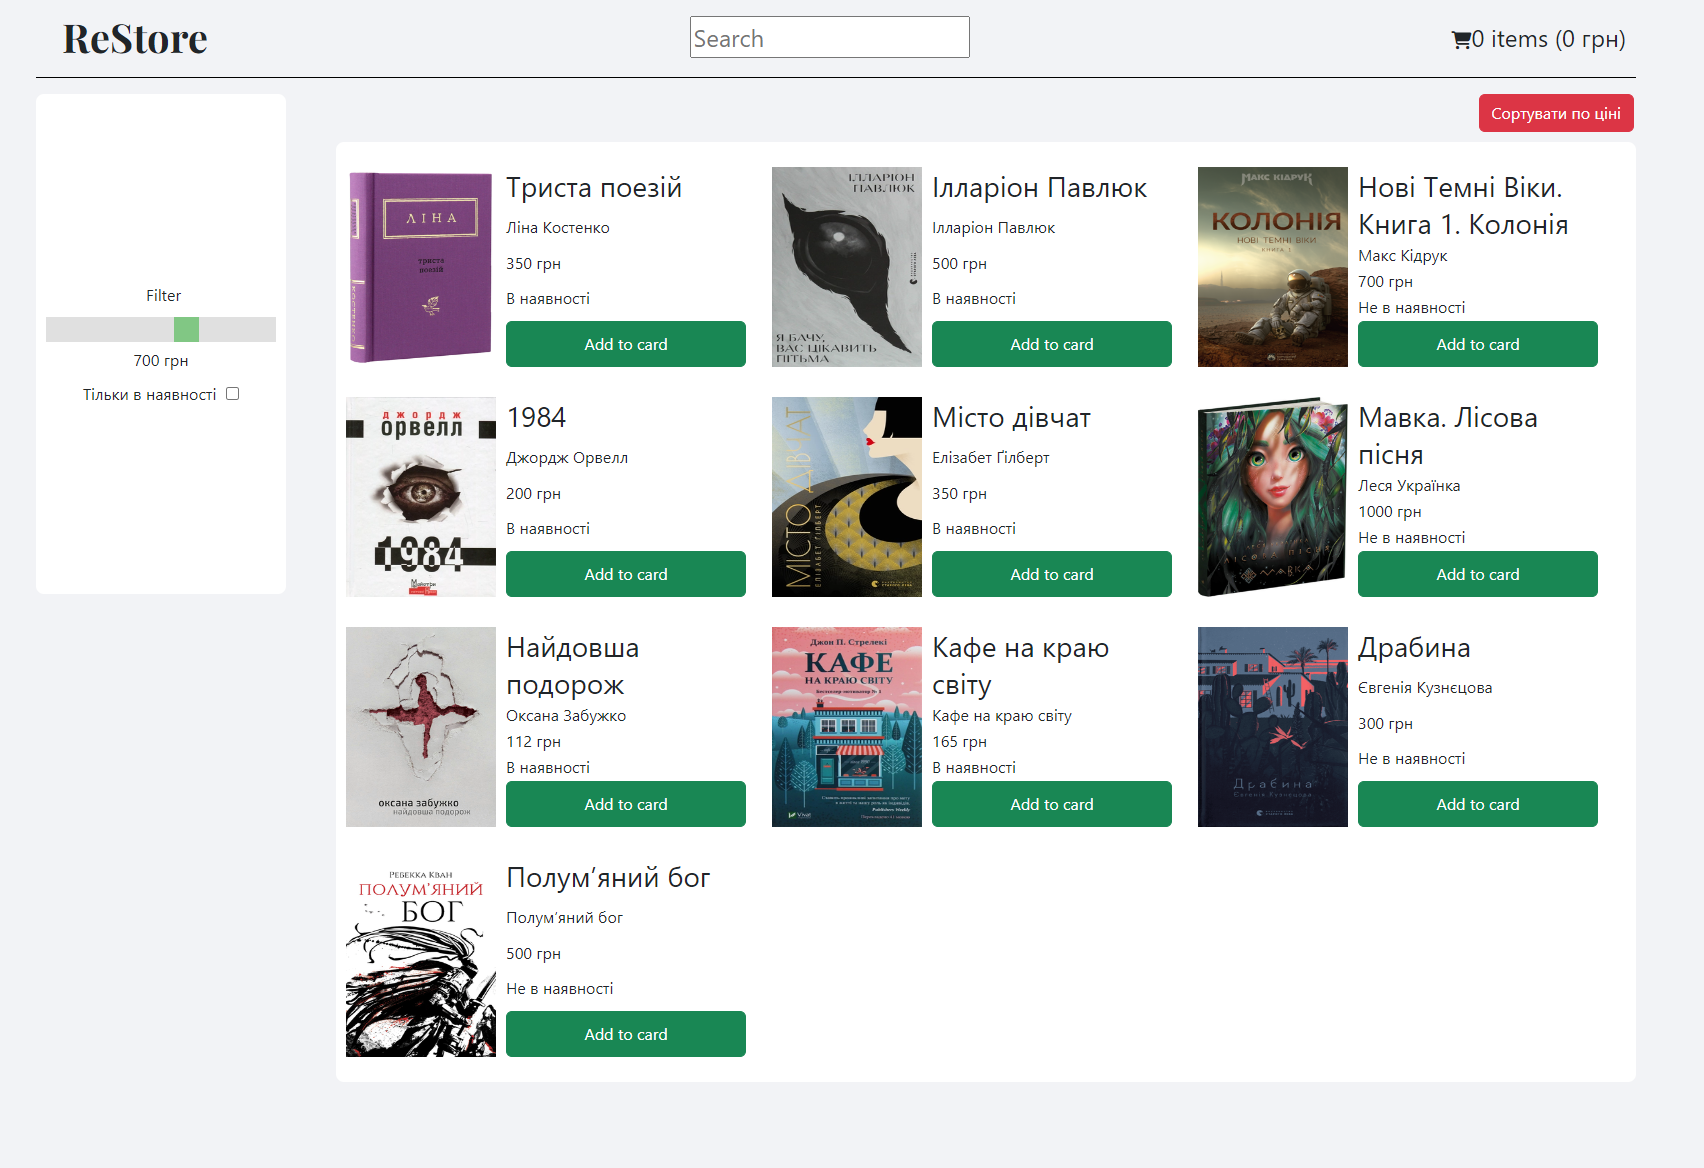 ReStore
Search
0 items (0 грн)
Сортувати по ціні
Filter
700 грн
Тільки в наявності
ЛІНА
триста
поезій
КОСТЕНКО
Триста поезій
Ліна Костенко
350 грн
В наявності
Add to card
ІЛЛАРІОН
ПАВЛЮК
Я БАЧУ,
ВАС ЦІКАВИТЬ
ПІТЬМА
Ілларіон Павлюк
Ілларіон Павлюк
500 грн
В наявності
Add to card
МАКС КІДРУК
КОЛОНІЯ
НОВІ ТЕМНІ ВІКИ
КНИГА 1
Нові Темні Віки.
Книга 1. Колонія
Макс Кідрук
700 грн
Не в наявності
Add to card
джордж
орвелл
1984
1984
Джордж Орвелл
200 грн
В наявності
Add to card
МІСТО ДІВЧАТ
ЕЛІЗАБЕТ ҐІЛБЕРТ
Місто дівчат
Елізабет Ґілберт
350 грн
В наявності
Add to card
ЛІСОВА ПІСНЯ
МАВКА
Мавка. Лісова
пісня
Леся Українка
1000 грн
Не в наявності
Add to card
оксана забужко
найдовша подорож
Найдовша
подорож
Оксана Забужко
112 грн
В наявності
Add to card
Джон П. Стрелекі
КАФЕ
НА КРАЮ СВІТУ
Publishers Weekly
Vivat
Кафе на краю
світу
Кафе на краю світу
165 грн
В наявності
Add to card
Драбина
Євгенія Кузнєцова
Драбина
Євгенія Кузнєцова
300 грн
Не в наявності
Add to card
РЕБЕККА КВАН
ПОЛУМ'ЯНИЙ
БОГ
Полум’яний бог
Полум’яний бог
500 грн
Не в наявності
Add to card